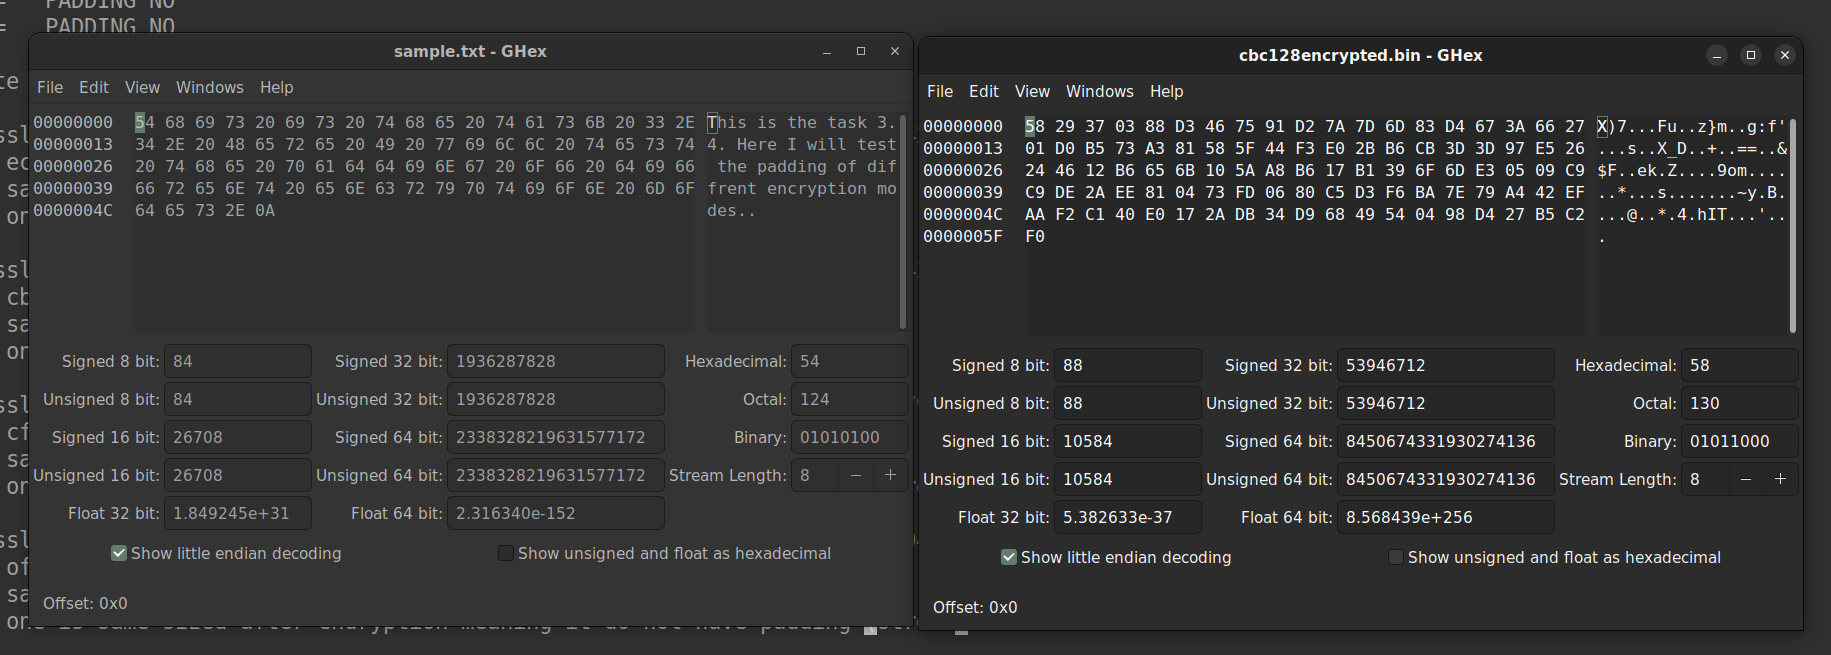 = PADDING NO
= PADDING NO
sample.txt - GHex
File Edit View Windows Help
00000000 54 68 69 73 20 69 73 20 74 68 65 20 74 61 73 6B 20 33 2E This is the task 3.
00000013 34 2E 20 48 65 72 65 20 49 20 77 69 6C 6C 20 74 65 73 74 4. Here I will test
00000026 20 74 68 65 20 70 61 64 64 69 6E 67 20 6F 66 20 64 69 66 the padding of dif
00000039 66 72 65 6E 74 20 65 6E 63 72 79 70 74 69 6F 6E 20 6D 6F frent encryption mo
0000004C 64 65 73 2E 0A des..
Signed 8 bit: 84 Signed 32 bit: 1936287828 Hexadecimal: 54
Unsigned 8 bit: 84 Unsigned 32 bit: 1936287828 Octal: 124
Signed 16 bit: 26708 Signed 64 bit: 2338328219631577172 Binary: 01010100
Unsigned 16 bit: 26708 Unsigned 64 bit: 2338328219631577172 Stream Length: 8 − +
Float 32 bit: 1.849245e+31 Float 64 bit: 2.316340e-152
Show little endian decoding Show unsigned and float as hexadecimal
Offset: 0x0
cbc128encrypted.bin - GHex
File Edit View Windows Help
00000000 58 29 37 03 88 D3 46 75 91 D2 7A 7D 6D 83 D4 67 3A 66 27 X)7...Fu..z}m..g:f'
00000013 01 D0 B5 73 A3 81 58 5F 44 F3 E0 2B B6 CB 3D 3D 97 E5 26 ...s..X_D..+..==..&
00000026 24 46 12 B6 65 6B 10 5A A8 B6 17 B1 39 6F 6D E3 05 09 C9 $F..ek.Z....9om....
00000039 C9 DE 2A EE 81 04 73 FD 06 80 C5 D3 F6 BA 7E 79 A4 42 EF ..*...s.......~y.B.
0000004C AA F2 C1 40 E0 17 2A DB 34 D9 68 49 54 04 98 D4 27 B5 C2 ...@..*.4.hIT...'..
0000005F F0 .
Signed 8 bit: 88 Signed 32 bit: 53946712 Hexadecimal: 58
Unsigned 8 bit: 88 Unsigned 32 bit: 53946712 Octal: 130
Signed 16 bit: 10584 Signed 64 bit: 8450674331930274136 Binary: 01011000
Unsigned 16 bit: 10584 Unsigned 64 bit: 8450674331930274136 Stream Length: 8 − +
Float 32 bit: 5.382633e-37 Float 64 bit: 8.568439e+256
Show little endian decoding Show unsigned and float as hexadecimal
Offset: 0x0